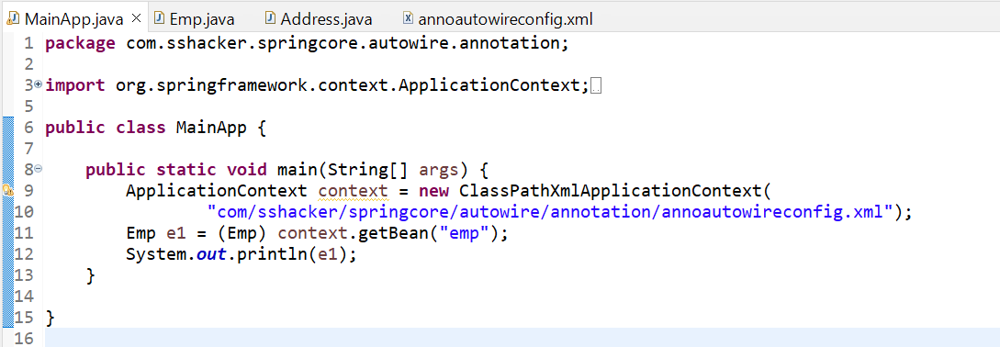 MainApp.java Emp.java Address.java annoautowireconfig.xml
1 package com.sshacker.springcore.autowire.annotation;
2
3 import org.springframework.context.ApplicationContext;
5
6 public class MainApp {
7
8     public static void main(String[] args) {
9         ApplicationContext context = new ClassPathXmlApplicationContext(
10                 "com/sshacker/springcore/autowire/annotation/annoautowireconfig.xml");
11         Emp e1 = (Emp) context.getBean("emp");
12         System.out.println(e1);
13     }
14
15 }
16